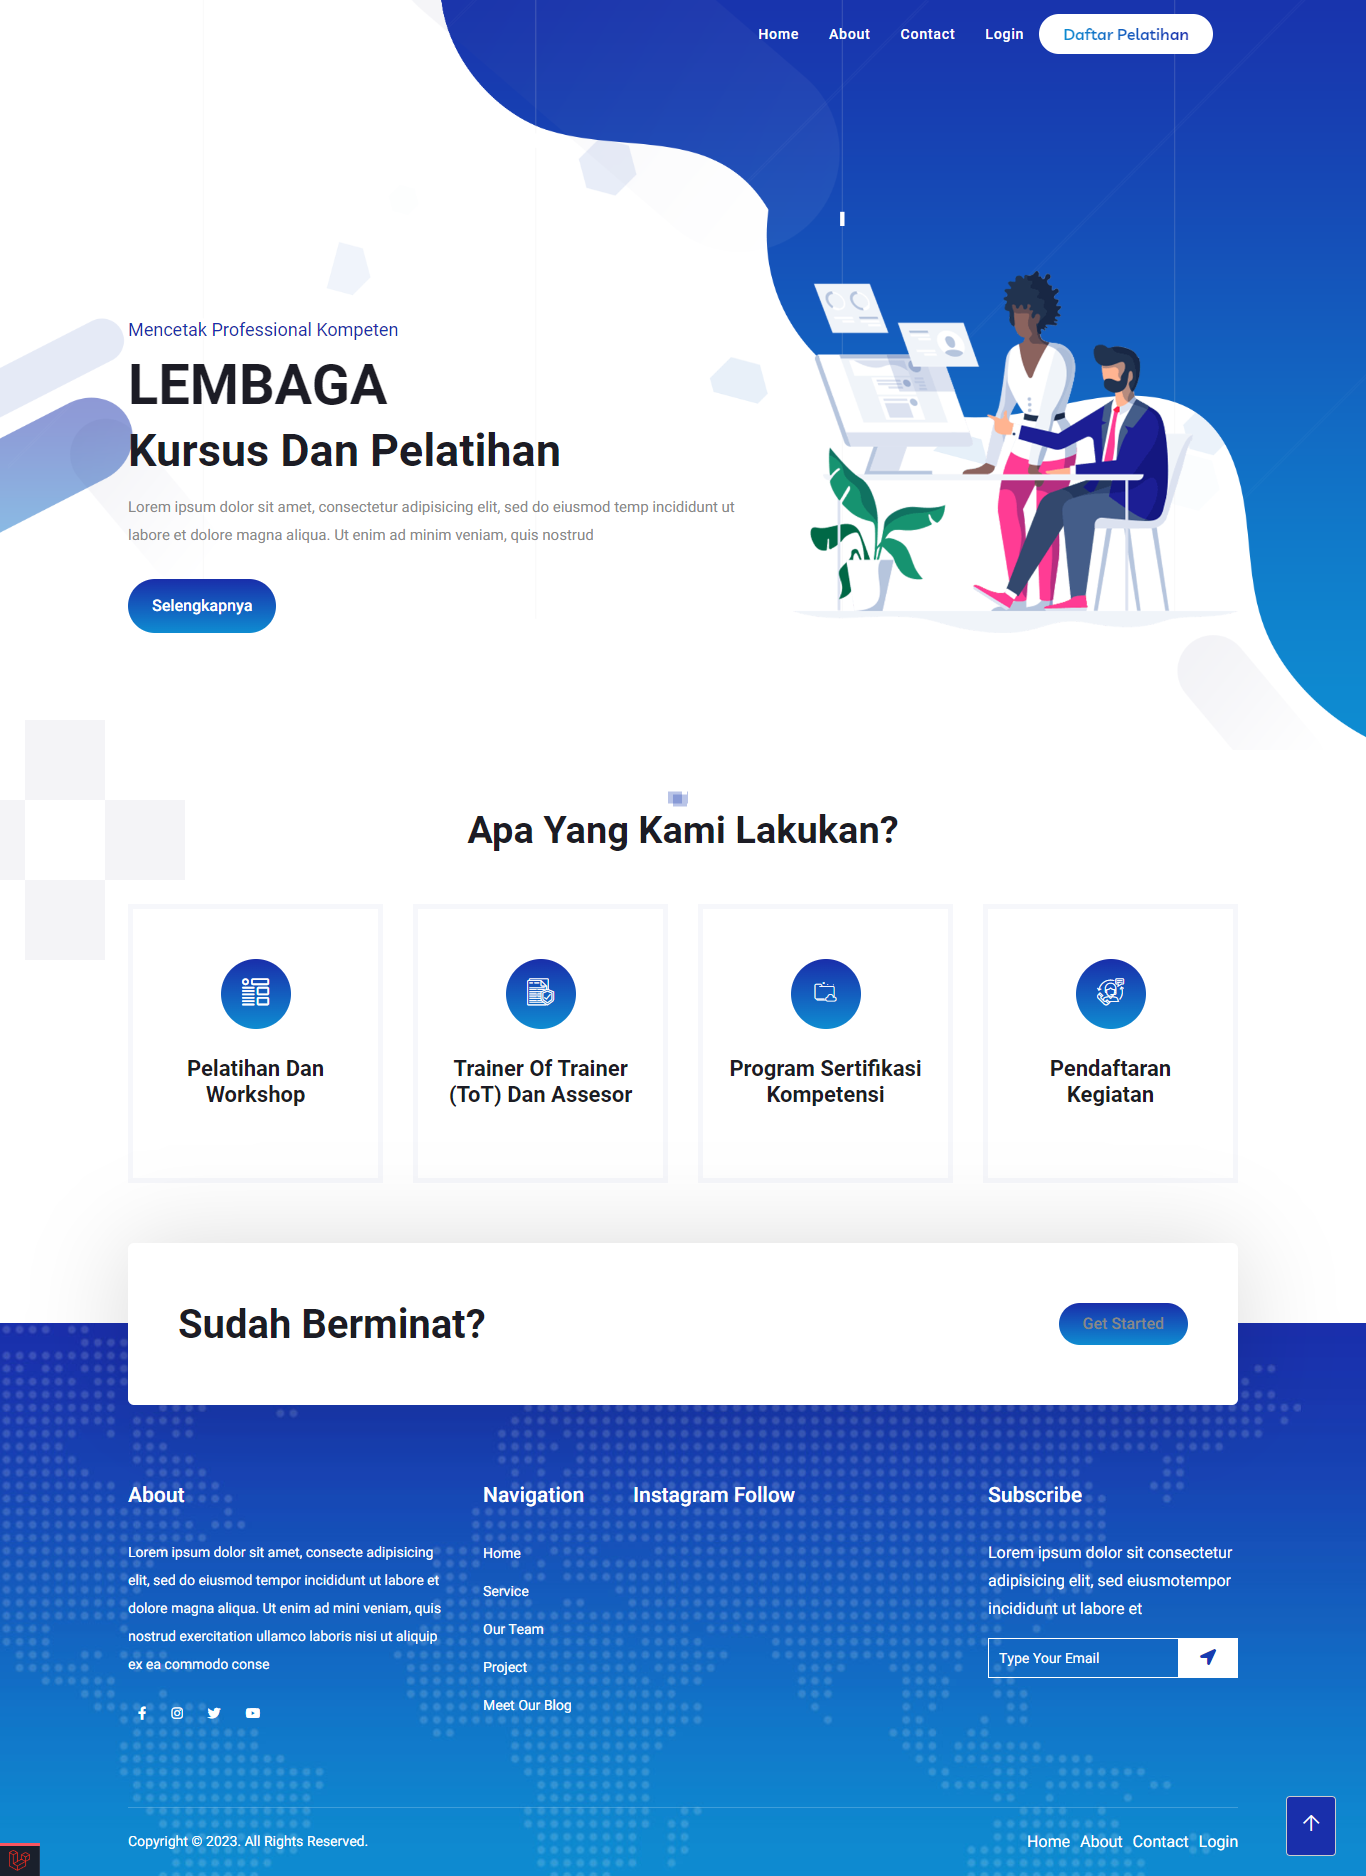 Home About Contact Login Daftar Pelatihan
Mencetak Professional Kompeten
LEMBAGA
Kursus Dan Pelatihan
Lorem ipsum dolor sit amet, consectetur adipisicing elit, sed do eiusmod temp incididunt ut
labore et dolore magna aliqua. Ut enim ad minim veniam, quis nostrud
Selengkapnya
Apa Yang Kami Lakukan?
Pelatihan Dan
Workshop
Trainer Of Trainer
(ToT) Dan Assesor
Program Sertifikasi
Kompetensi
Pendaftaran
Kegiatan
Sudah Berminat?
Get Started
About
Lorem ipsum dolor sit amet, consecte adipisicing
elit, sed do eiusmod tempor incididunt ut labore et
dolore magna aliqua. Ut enim ad mini veniam, quis
nostrud exercitation ullamco laboris nisi ut aliquip
ex ea commodo conse
Navigation
Home
Service
Our Team
Project
Meet Our Blog
Instagram Follow
Subscribe
Lorem ipsum dolor sit consectetur
adipisicing elit, sed eiusmotempor
incididunt ut labore et
Type Your Email
Copyright © 2023. All Rights Reserved.
Home About Contact Login